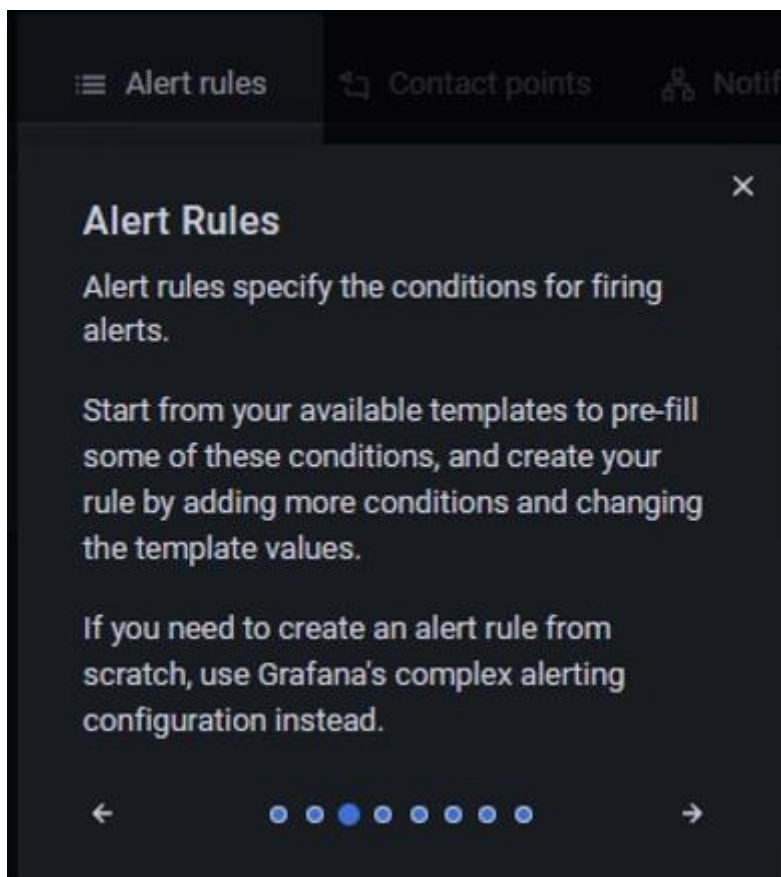 Alert rules Contact points Notif
Alert Rules
Alert rules specify the conditions for firing
alerts.
Start from your available templates to pre-fill
some of these conditions, and create your
rule by adding more conditions and changing
the template values.
If you need to create an alert rule from
scratch, use Grafana's complex alerting
configuration instead.